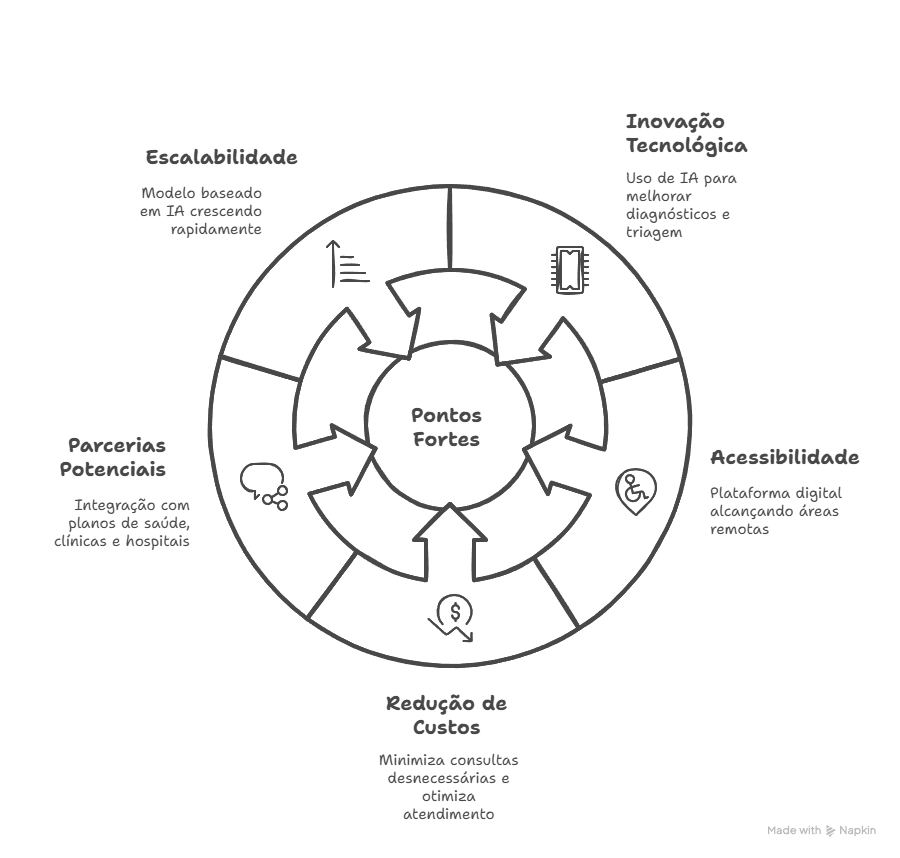 Inovação
Tecnológica
Uso de IA para
melhorar
diagnósticos e
triagem
Escalabilidade
Modelo baseado
em IA crescendo
rapidamente
Pontos
Fortes
Parcerias
Potenciais
Integração com
planos de saúde,
clínicas e hospitais
Acessibilidade
Plataforma digital
alcançando áreas
remotas
$
Redução de
Custos
Minimiza consultas
desnecessárias e
otimiza
atendimento
Made with Napkin